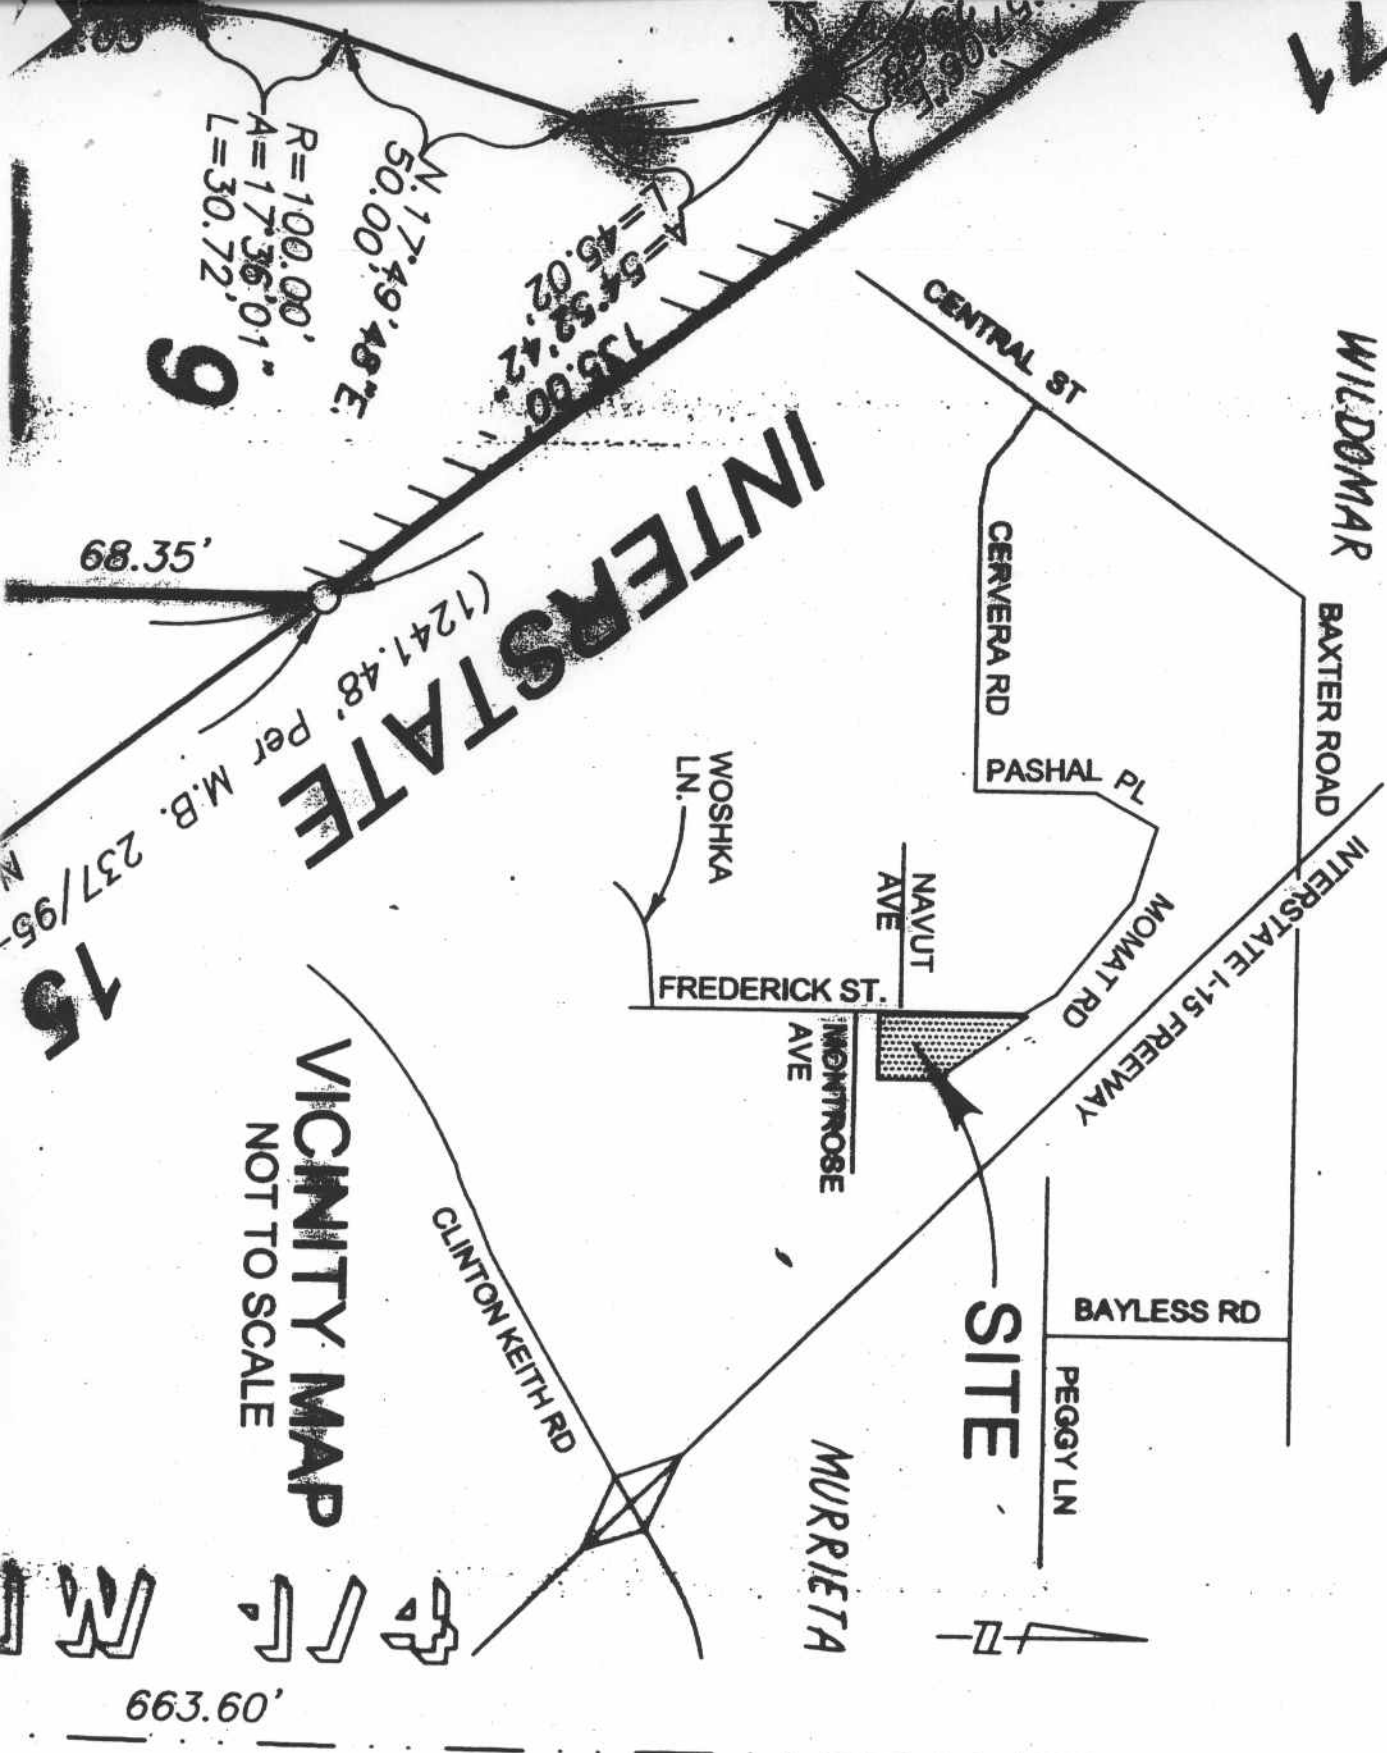 WILDOMAR
BAXTER ROAD
CENTRAL ST
CERVERA RD
PASHAL PL
MOMAT RD
INTERSTATE I-15 FREEWAY
NAVUT
AVE
WOSHKA
LN.
FREDERICK ST.
MONTROSE
AVE
SITE
BAYLESS RD
PEGGY LN
MURRIETA
N
CLINTON KEITH RD
VICINITY MAP
NOT TO SCALE
INTERSTATE
15
(1241.48' Per M.B. 237/95-
135.00'
Δ=54°52'42"
L=45.02'
N.17°49'48"E.
50.00'
R=100.00'
Δ=17°36'01"
L=30.72'
9
68.35'
663.60'